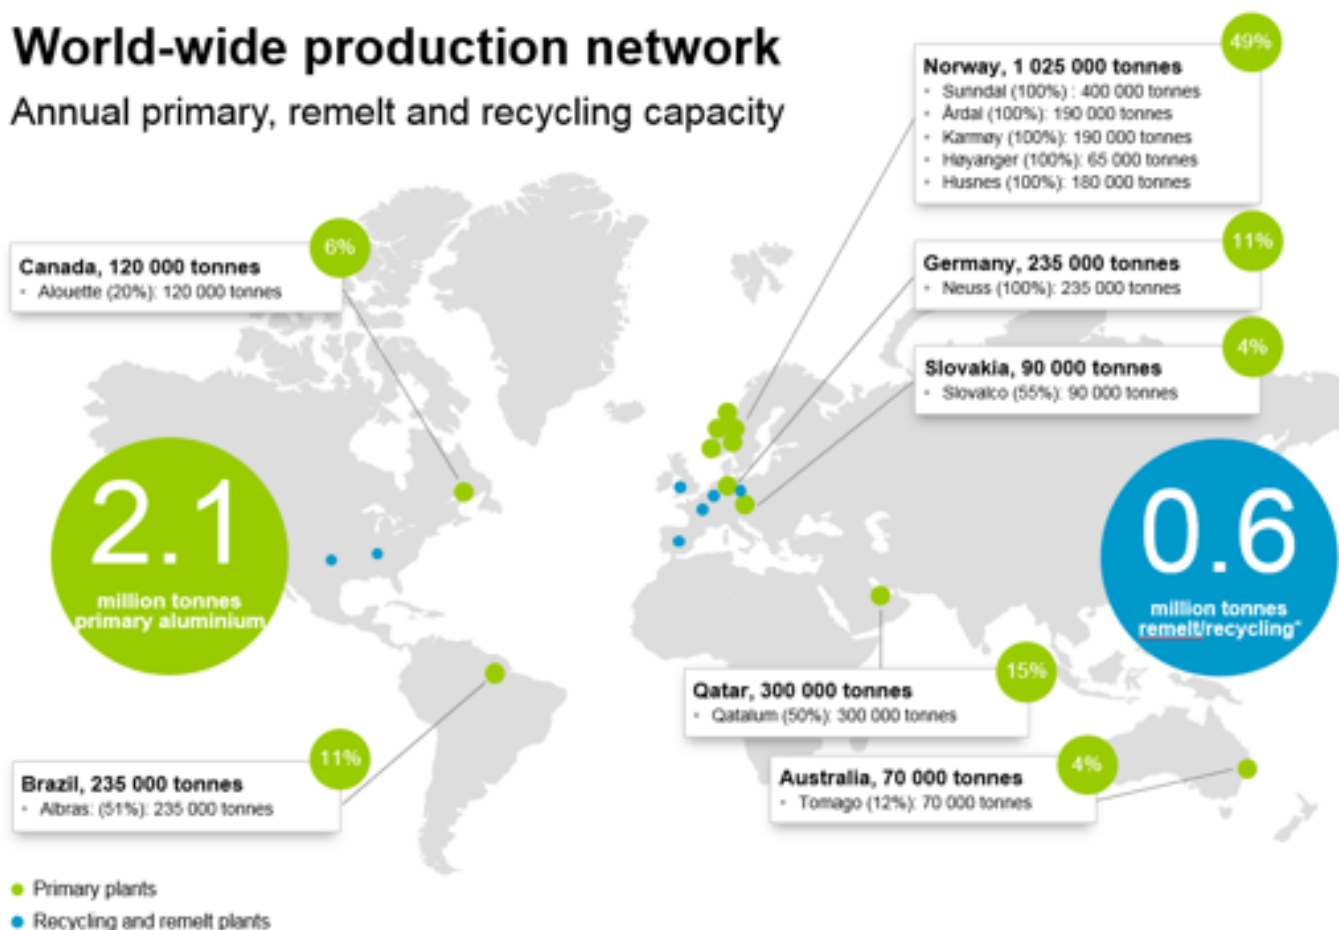 World-wide production network
Annual primary, remelt and recycling capacity
49%
Norway, 1 025 000 tonnes
• Sunndal (100%) : 400 000 tonnes
• Årdal (100%): 190 000 tonnes
• Karmøy (100%): 190 000 tonnes
• Høyanger (100%): 65 000 tonnes
• Husnes (100%): 180 000 tonnes
6%
Canada, 120 000 tonnes
• Alouette (20%): 120 000 tonnes
11%
Germany, 235 000 tonnes
• Neuss (100%): 235 000 tonnes
4%
Slovakia, 90 000 tonnes
• Slovalco (55%): 90 000 tonnes
2.1
million tonnes
primary aluminium
0.6
million tonnes
remelt/recycling*
15%
Qatar, 300 000 tonnes
• Qatalum (50%): 300 000 tonnes
11%
Brazil, 235 000 tonnes
• Albras: (51%): 235 000 tonnes
4%
Australia, 70 000 tonnes
• Tomago (12%): 70 000 tonnes
Primary plants
Recycling and remelt plants